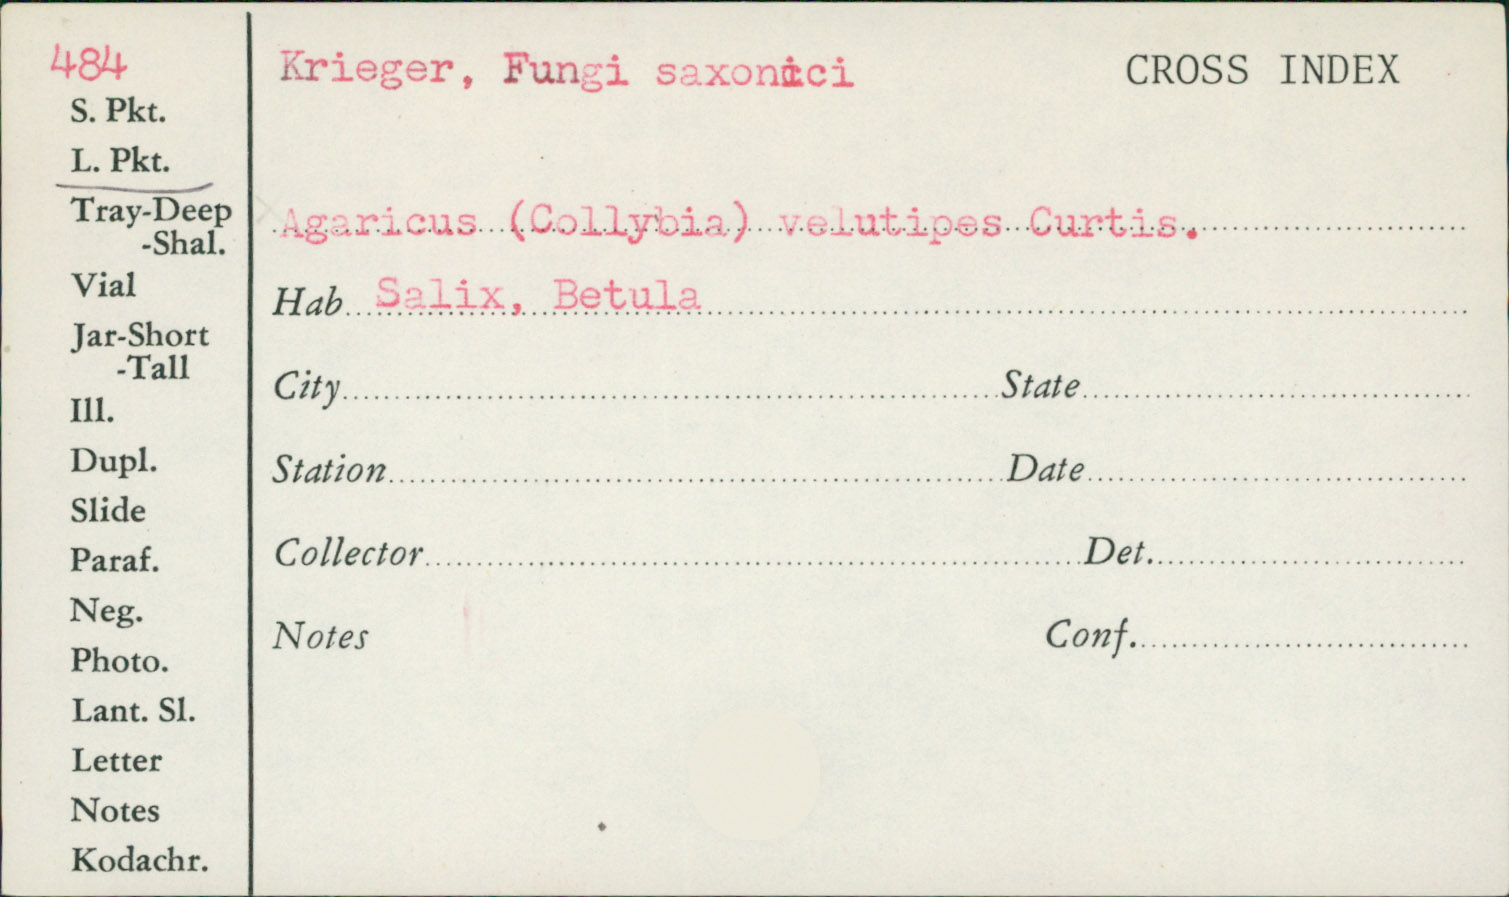 484
S. Pkt.
L. Pkt.
Tray-Deep
-Shal.
Vial
Jar-Short
-Tall
Ill.
Dupl.
Slide
Paraf.
Neg.
Photo.
Lant. Sl.
Letter
Notes
Kodachr.
Krieger, Fungi saxonici CROSS INDEX
Agaricus (Collybia) velutipes Curtis.
Hab Salix, Betula
City State
Station Date
Collector Det.
Notes Conf.